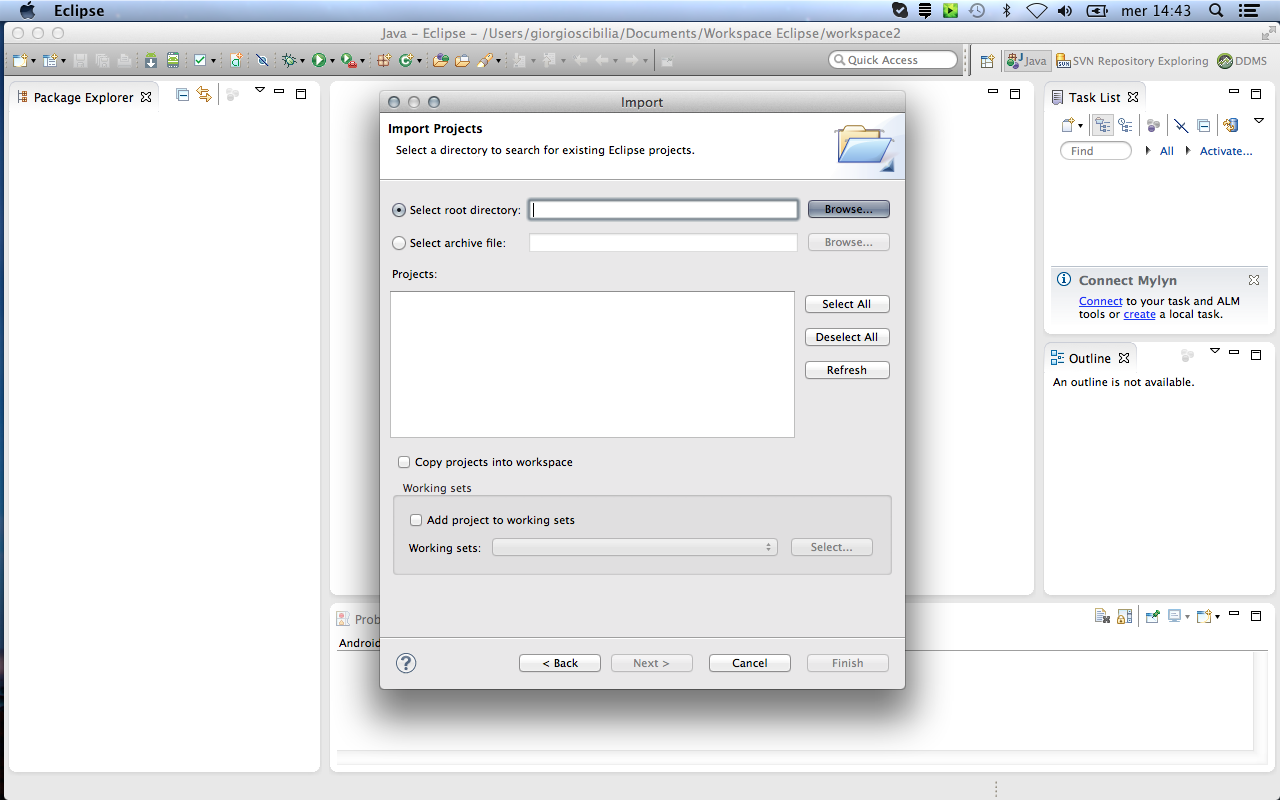 Eclipse
mer 14:43
Java – Eclipse – /Users/giorgioscibilia/Documents/Workspace Eclipse/workspace2
Quick Access
Java
SVN Repository Exploring
DDMS
Package Explorer
Import
Import Projects
Select a directory to search for existing Eclipse projects.
Select root directory:
Browse...
Select archive file:
Browse...
Projects:
Select All
Deselect All
Refresh
Copy projects into workspace
Working sets
Add project to working sets
Working sets:
Select...
?
< Back
Next >
Cancel
Finish
Task List
Find
All
Activate...
Connect Mylyn
Connect to your task and ALM
tools or create a local task.
Outline
An outline is not available.
Prob
Android